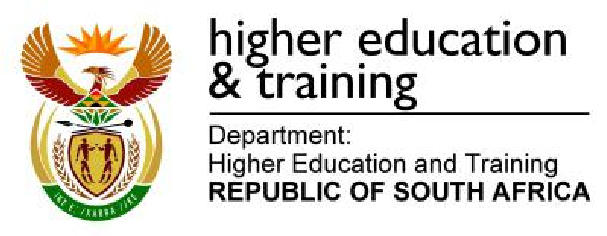 higher education
& training
Department:
Higher Education and Training
REPUBLIC OF SOUTH AFRICA